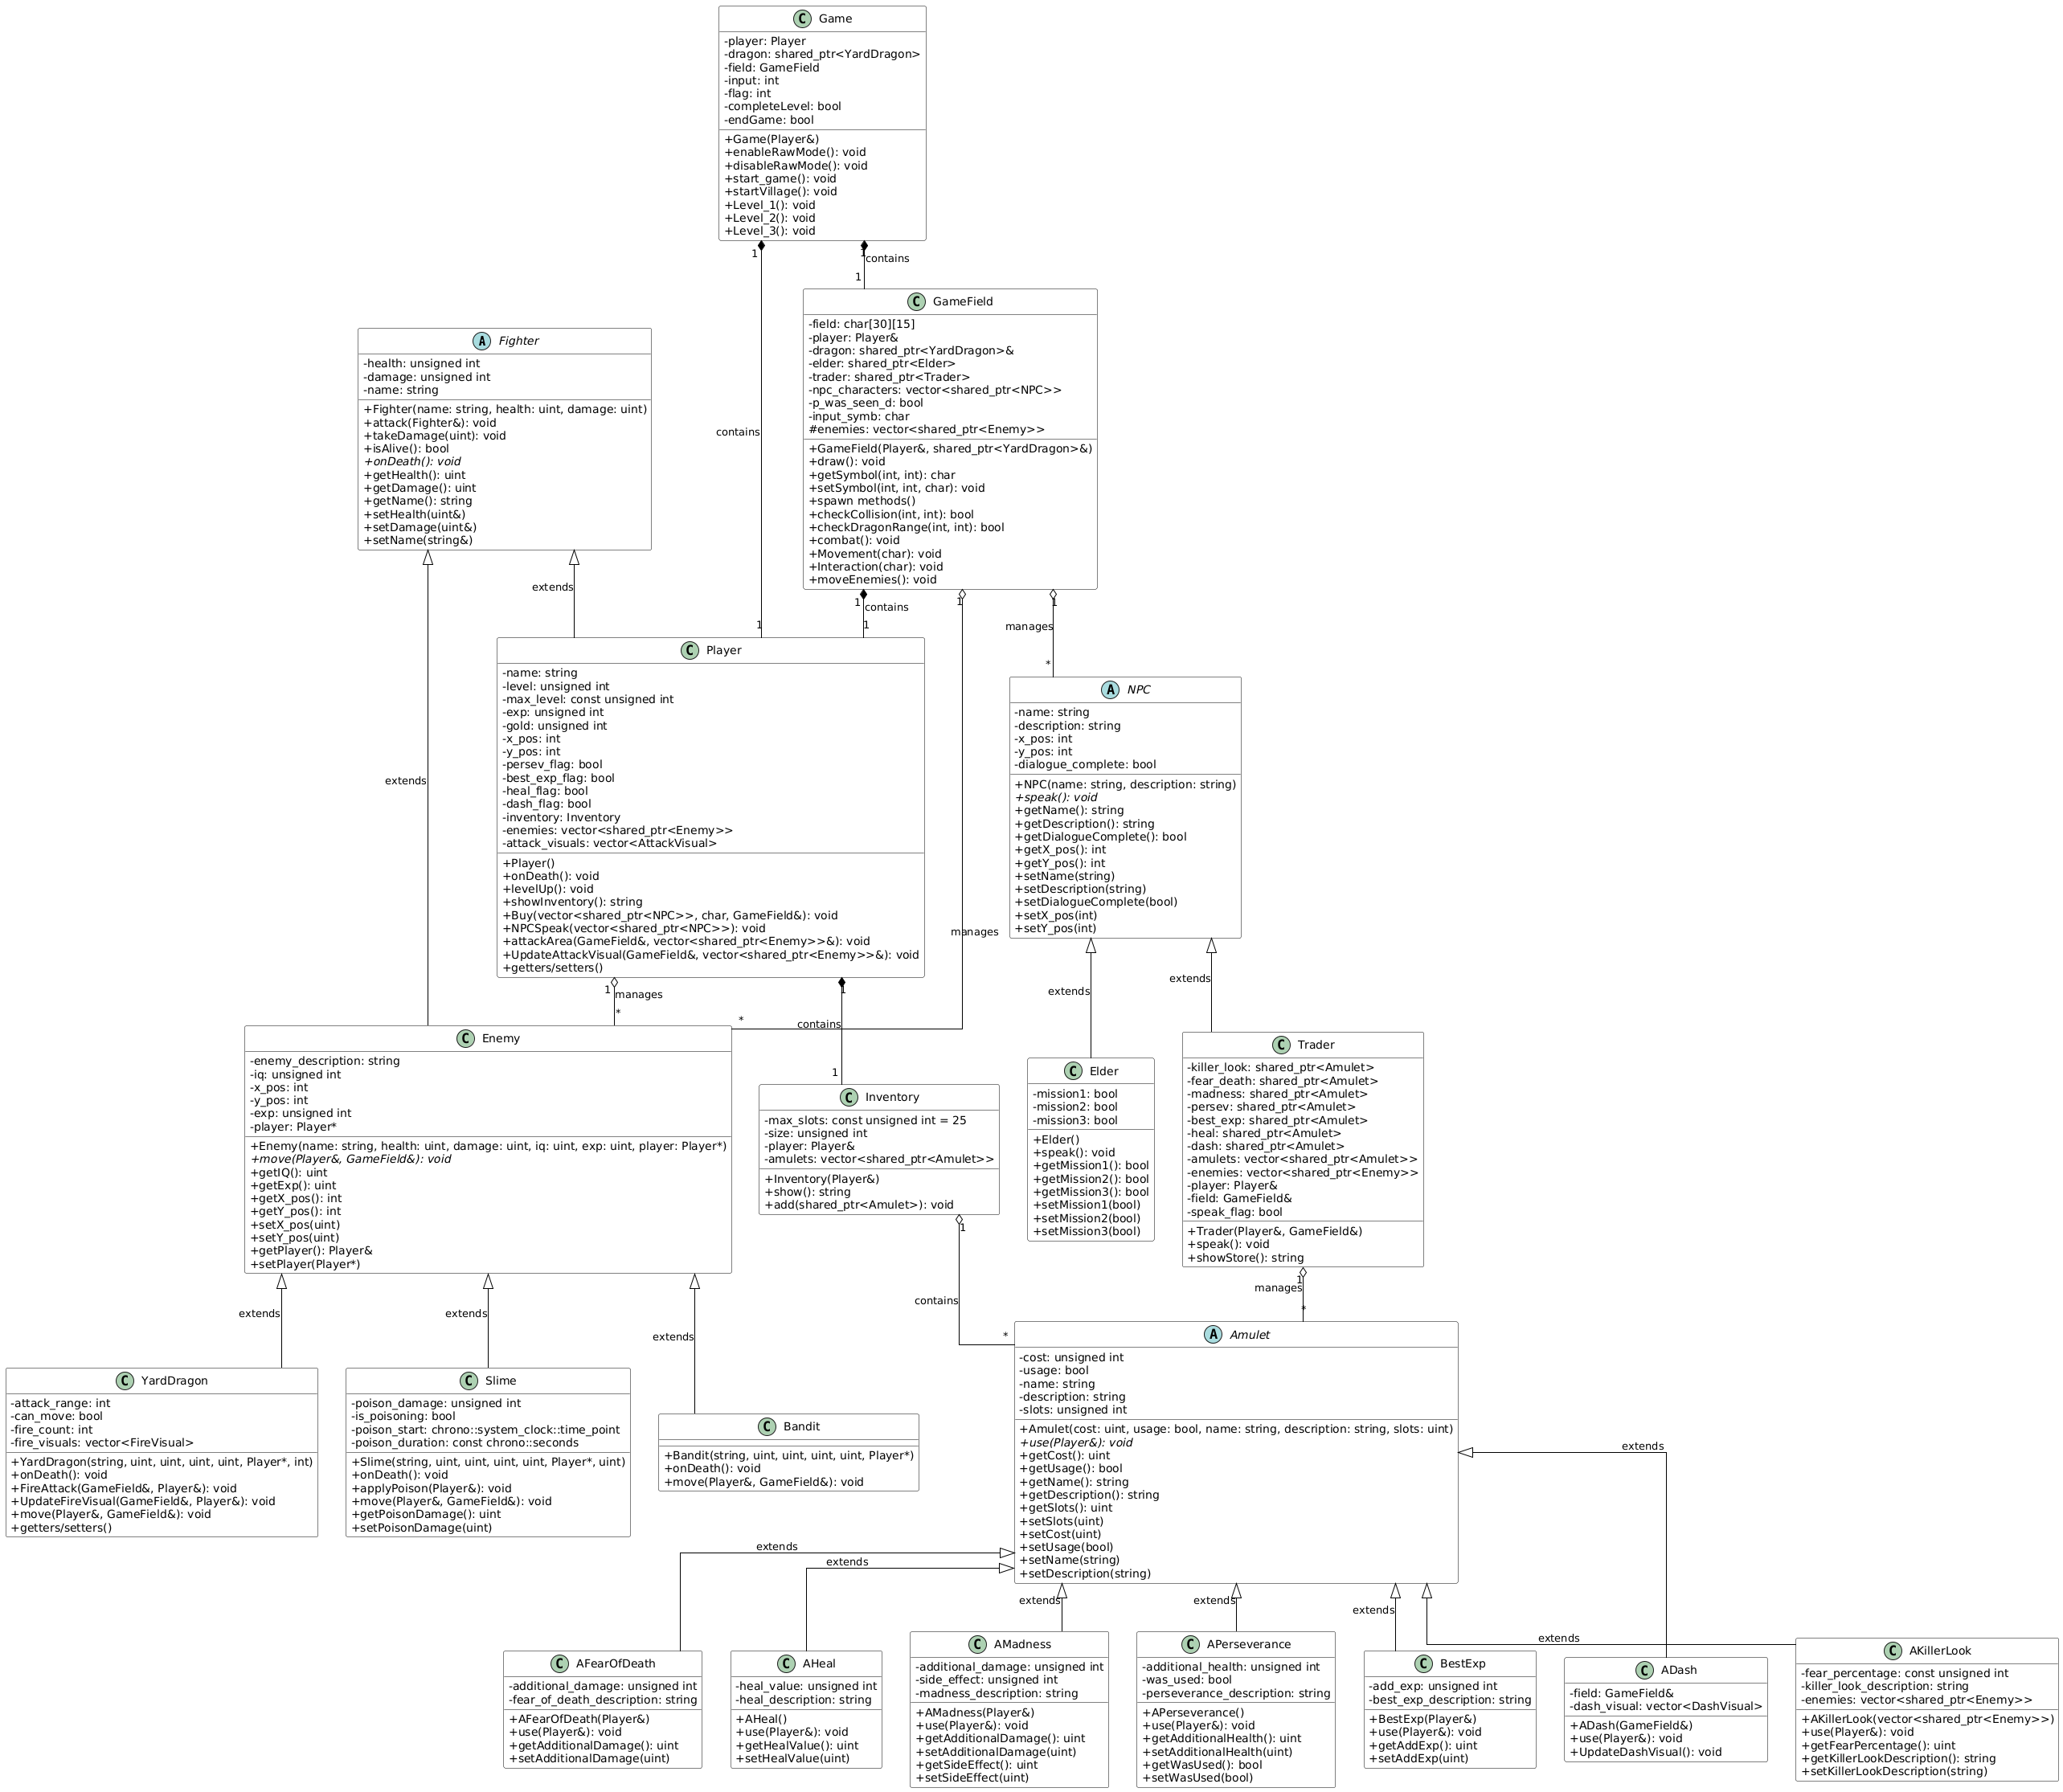 C Game
-player: Player
-dragon: shared_ptr<YardDragon>
-field: GameField
-input: int
-flag: int
-completeLevel: bool
-endGame: bool
+Game(Player&)
+enableRawMode(): void
+disableRawMode(): void
+start_game(): void
+startVillage(): void
+Level_1(): void
+Level_2(): void
+Level_3(): void
1
1
contains
1
C GameField
-field: char[30][15]
-player: Player&
-dragon: shared_ptr<YardDragon>&
-elder: shared_ptr<Elder>
-trader: shared_ptr<Trader>
-npc_characters: vector<shared_ptr<NPC>>
-p_was_seen_d: bool
-input_symb: char
#enemies: vector<shared_ptr<Enemy>>
+GameField(Player&, shared_ptr<YardDragon>&)
+draw(): void
+getSymbol(int, int): char
+setSymbol(int, int, char): void
+spawn methods()
+checkCollision(int, int): bool
+checkDragonRange(int, int): bool
+combat(): void
+Movement(char): void
+Interaction(char): void
+moveEnemies(): void
A Fighter
-health: unsigned int
-damage: unsigned int
-name: string
+Fighter(name: string, health: uint, damage: uint)
+attack(Fighter&): void
+takeDamage(uint): void
+isAlive(): bool
+onDeath(): void
+getHealth(): uint
+getDamage(): uint
+getName(): string
+setHealth(uint&)
+setDamage(uint&)
+setName(string&)
contains
extends
1
1
contains
1
1
1
1
manages
*
C Player
-name: string
-level: unsigned int
-max_level: const unsigned int
-exp: unsigned int
-gold: unsigned int
-x_pos: int
-y_pos: int
-persev_flag: bool
-best_exp_flag: bool
-heal_flag: bool
-dash_flag: bool
-inventory: Inventory
-enemies: vector<shared_ptr<Enemy>>
-attack_visuals: vector<AttackVisual>
+Player()
+onDeath(): void
+levelUp(): void
+showInventory(): string
+Buy(vector<shared_ptr<NPC>>, char, GameField&): void
+NPCSpeak(vector<shared_ptr<NPC>>): void
+attackArea(GameField&, vector<shared_ptr<Enemy>>&): void
+UpdateAttackVisual(GameField&, vector<shared_ptr<Enemy>>&): void
+getters/setters()
A NPC
-name: string
-description: string
-x_pos: int
-y_pos: int
-dialogue_complete: bool
+NPC(name: string, description: string)
+speak(): void
+getName(): string
+getDescription(): string
+getDialogueComplete(): bool
+getX_pos(): int
+getY_pos(): int
+setName(string)
+setDescription(string)
+setDialogueComplete(bool)
+setX_pos(int)
+setY_pos(int)
extends
manages
1
manages
*
1
contains
1
*
extends
extends
C Enemy
-enemy_description: string
-iq: unsigned int
-x_pos: int
-y_pos: int
-exp: unsigned int
-player: Player*
+Enemy(name: string, health: uint, damage: uint, iq: uint, exp: uint, player: Player*)
+move(Player&, GameField&): void
+getIQ(): uint
+getExp(): uint
+getX_pos(): int
+getY_pos(): int
+setX_pos(uint)
+setY_pos(uint)
+getPlayer(): Player&
+setPlayer(Player*)
C Inventory
-max_slots: const unsigned int = 25
-size: unsigned int
-player: Player&
-amulets: vector<shared_ptr<Amulet>>
+Inventory(Player&)
+show(): string
+add(shared_ptr<Amulet>): void
C Elder
-mission1: bool
-mission2: bool
-mission3: bool
+Elder()
+speak(): void
+getMission1(): bool
+getMission2(): bool
+getMission3(): bool
+setMission1(bool)
+setMission2(bool)
+setMission3(bool)
C Trader
-killer_look: shared_ptr<Amulet>
-fear_death: shared_ptr<Amulet>
-madness: shared_ptr<Amulet>
-persev: shared_ptr<Amulet>
-best_exp: shared_ptr<Amulet>
-heal: shared_ptr<Amulet>
-dash: shared_ptr<Amulet>
-amulets: vector<shared_ptr<Amulet>>
-enemies: vector<shared_ptr<Enemy>>
-player: Player&
-field: GameField&
-speak_flag: bool
+Trader(Player&, GameField&)
+speak(): void
+showStore(): string
extends
extends
extends
1
contains
*
1
manages
*
C YardDragon
-attack_range: int
-can_move: bool
-fire_count: int
-fire_visuals: vector<FireVisual>
+YardDragon(string, uint, uint, uint, uint, Player*, int)
+onDeath(): void
+FireAttack(GameField&, Player&): void
+UpdateFireVisual(GameField&, Player&): void
+move(Player&, GameField&): void
+getters/setters()
C Slime
-poison_damage: unsigned int
-is_poisoning: bool
-poison_start: chrono::system_clock::time_point
-poison_duration: const chrono::seconds
+Slime(string, uint, uint, uint, uint, Player*, uint)
+onDeath(): void
+applyPoison(Player&): void
+move(Player&, GameField&): void
+getPoisonDamage(): uint
+setPoisonDamage(uint)
C Bandit
+Bandit(string, uint, uint, uint, uint, Player*)
+onDeath(): void
+move(Player&, GameField&): void
A Amulet
-cost: unsigned int
-usage: bool
-name: string
-description: string
-slots: unsigned int
+Amulet(cost: uint, usage: bool, name: string, description: string, slots: uint)
+use(Player&): void
+getCost(): uint
+getUsage(): bool
+getName(): string
+getDescription(): string
+getSlots(): uint
+setSlots(uint)
+setCost(uint)
+setUsage(bool)
+setName(string)
+setDescription(string)
extends
extends
extends
extends
extends
extends
extends
C AFearOfDeath
-additional_damage: unsigned int
-fear_of_death_description: string
+AFearOfDeath(Player&)
+use(Player&): void
+getAdditionalDamage(): uint
+setAdditionalDamage(uint)
C AHeal
-heal_value: unsigned int
-heal_description: string
+AHeal()
+use(Player&): void
+getHealValue(): uint
+setHealValue(uint)
C AMadness
-additional_damage: unsigned int
-side_effect: unsigned int
-madness_description: string
+AMadness(Player&)
+use(Player&): void
+getAdditionalDamage(): uint
+setAdditionalDamage(uint)
+getSideEffect(): uint
+setSideEffect(uint)
C APerseverance
-additional_health: unsigned int
-was_used: bool
-perseverance_description: string
+APerseverance()
+use(Player&): void
+getAdditionalHealth(): uint
+setAdditionalHealth(uint)
+getWasUsed(): bool
+setWasUsed(bool)
C BestExp
-add_exp: unsigned int
-best_exp_description: string
+BestExp(Player&)
+use(Player&): void
+getAddExp(): uint
+setAddExp(uint)
C ADash
-field: GameField&
-dash_visual: vector<DashVisual>
+ADash(GameField&)
+use(Player&): void
+UpdateDashVisual(): void
C AKillerLook
-fear_percentage: const unsigned int
-killer_look_description: string
-enemies: vector<shared_ptr<Enemy>>
+AKillerLook(vector<shared_ptr<Enemy>>)
+use(Player&): void
+getFearPercentage(): uint
+getKillerLookDescription(): string
+setKillerLookDescription(string)